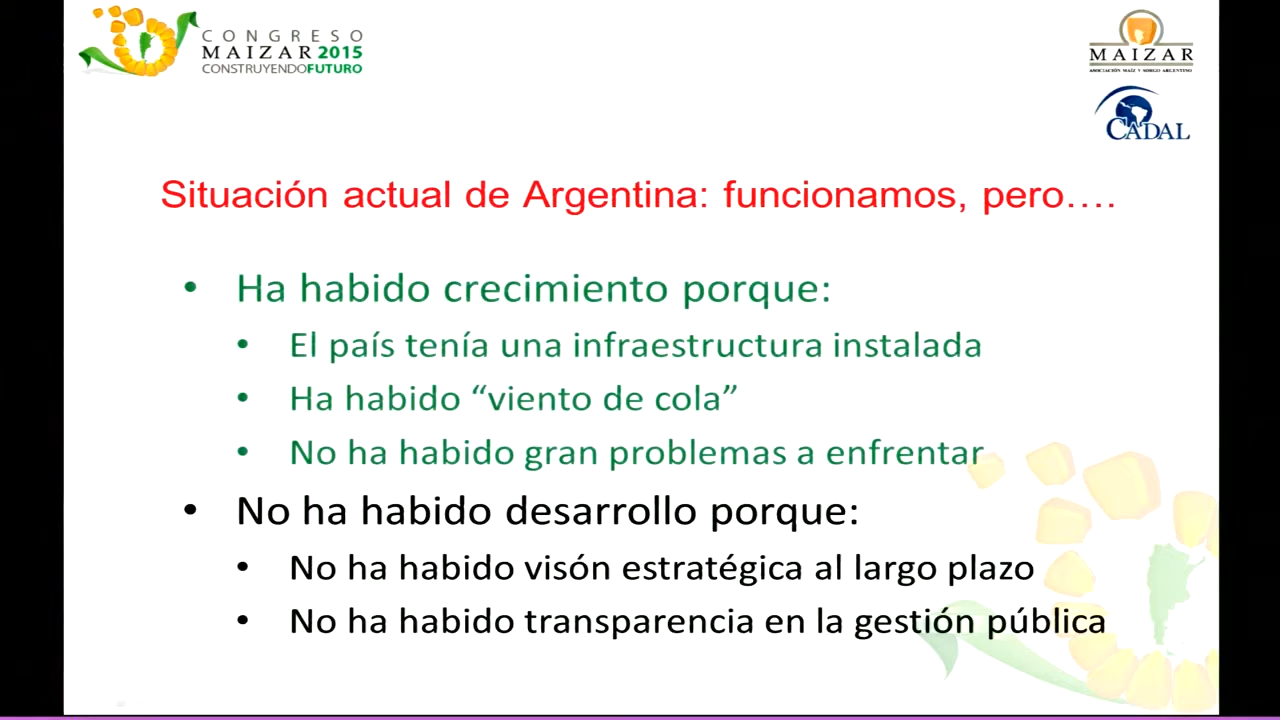 CONGRESO
MAIZAR 2015
CONSTRUYENDOFUTURO
MAIZAR
ASOCIACIÓN MAÍZ Y SORGO ARGENTINO
CADAL
Situación actual de Argentina: funcionamos, pero….
• Ha habido crecimiento porque:
• El país tenía una infraestructura instalada
• Ha habido “viento de cola”
• No ha habido gran problemas a enfrentar
• No ha habido desarrollo porque:
• No ha habido visón estratégica al largo plazo
• No ha habido transparencia en la gestión pública